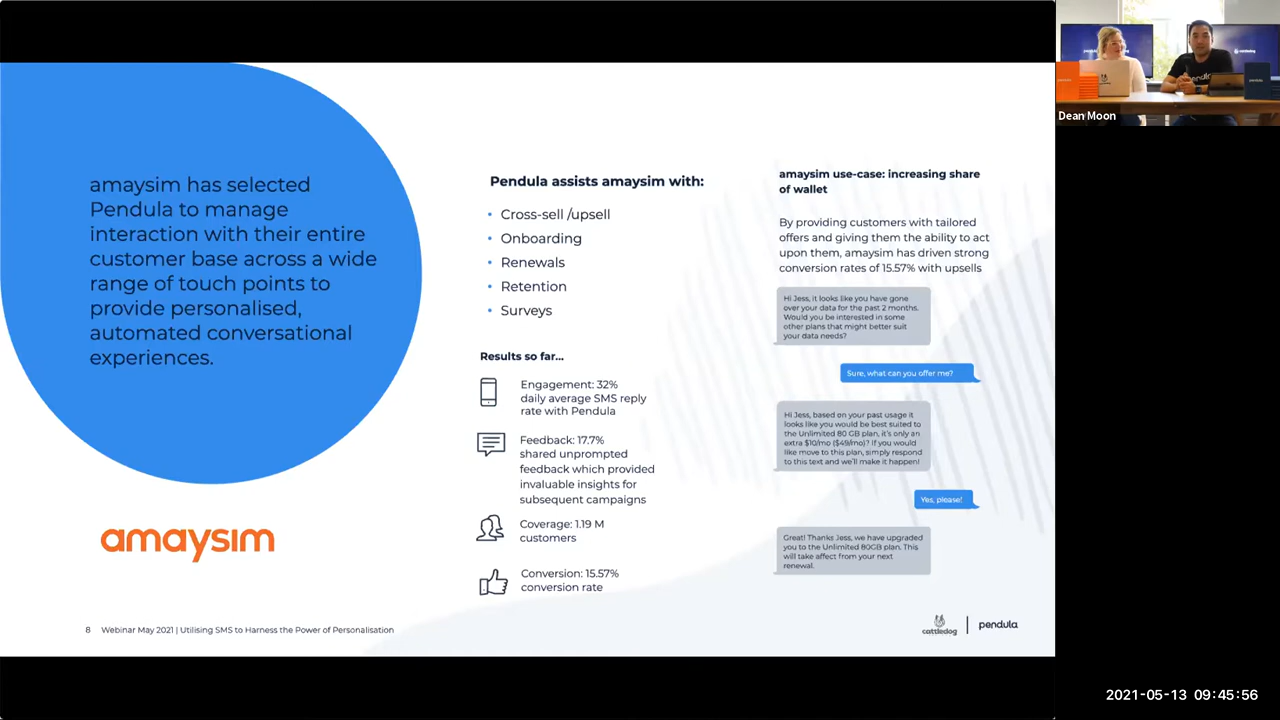 amaysim has selected
Pendula to manage
interaction with their entire
customer base across a wide
range of touch points to
provide personalised,
automated conversational
experiences.
amaysim
Pendula assists amaysim with:
• Cross-sell /upsell
• Onboarding
• Renewals
• Retention
• Surveys
Results so far...
Engagement: 32%
daily average SMS reply
rate with Pendula
Feedback: 17.7%
shared unprompted
feedback which provided
invaluable insights for
subsequent campaigns
Coverage: 1.19 M
customers
Conversion: 15.57%
conversion rate
amaysim use-case: increasing share
of wallet
By providing customers with tailored
offers and giving them the ability to act
upon them, amaysim has driven strong
conversion rates of 15.57% with upsells
Hi Jess, it looks like you have gone
over your data for the past 2 months.
Would you be interested in some
other plans that might better suit
your data needs?
Sure, what can you offer me?
Hi Jess, based on your past usage it
looks like you would be best suited to
the Unlimited 80 GB plan, it's only an
extra $10/mo ($49/mo)? If you would
like move to this plan, simply respond
to this text and we'll make it happen!
Yes, please!
Great! Thanks Jess, we have upgraded
you to the Unlimited 80GB plan. This
will take affect from your next
renewal.
8 Webinar May 2021 | Utilising SMS to Harness the Power of Personalisation
cattledog | pendula
Dean Moon
2021-05-13 09:45:56